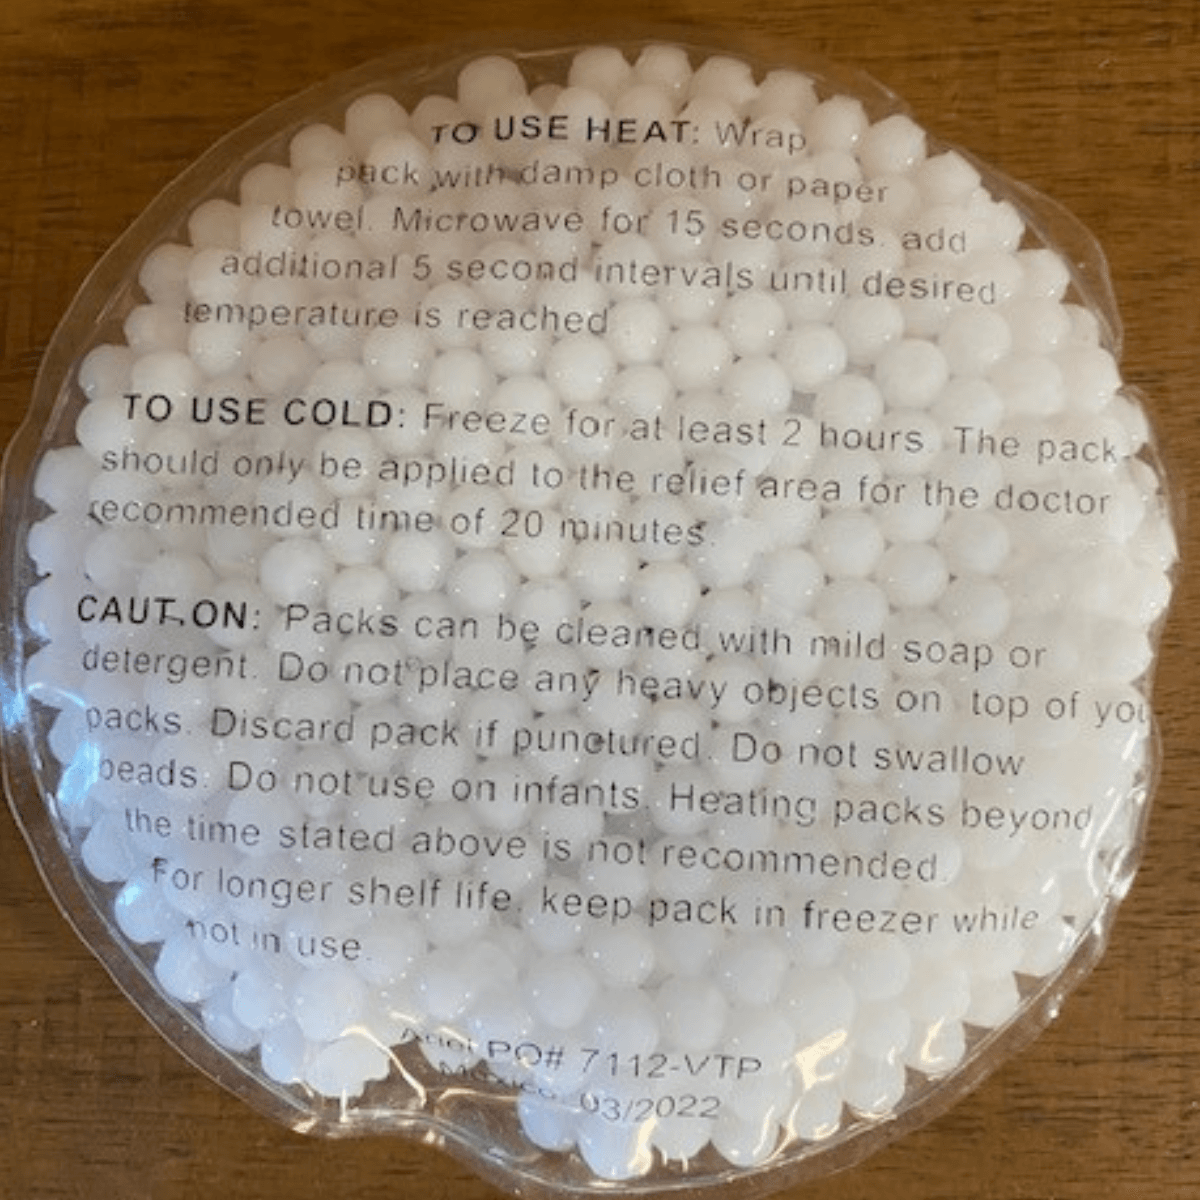 TO USE HEAT: Wrap
pack with damp cloth or paper
towel. Microwave for 15 seconds. add
additional 5 second intervals until desired
temperature is reached
TO USE COLD: Freeze for at least 2 hours. The pack
should only be applied to the relief area for the doctor
recommended time of 20 minutes.
CAUTION: Packs can be cleaned with mild soap or
detergent. Do not place any heavy objects on top of you
packs. Discard pack if punctured. Do not swallow
beads. Do not use on infants. Heating packs beyond
the time stated above is not recommended.
For longer shelf life, keep pack in freezer while
not in use.
PO# 7112-VTP
Mexico 03/2022